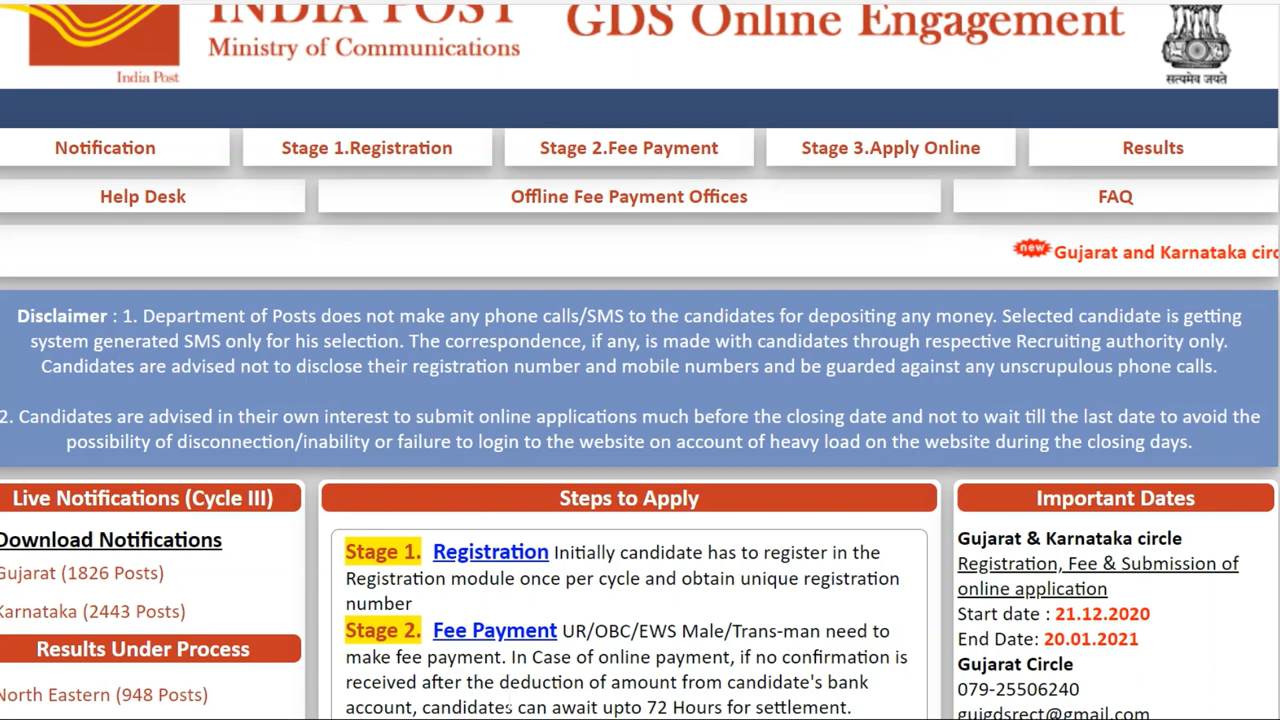 INDIA POST
GDS Online Engagement
Ministry of Communications
India Post
सत्यमेव जयते
Notification
Stage 1.Registration
Stage 2.Fee Payment
Stage 3.Apply Online
Results
Help Desk
Offline Fee Payment Offices
FAQ
new Gujarat and Karnataka circ
Disclaimer : 1. Department of Posts does not make any phone calls/SMS to the candidates for depositing any money. Selected candidate is getting
system generated SMS only for his selection. The correspondence, if any, is made with candidates through respective Recruiting authority only.
Candidates are advised not to disclose their registration number and mobile numbers and be guarded against any unscrupulous phone calls.
2. Candidates are advised in their own interest to submit online applications much before the closing date and not to wait till the last date to avoid the
possibility of disconnection/inability or failure to login to the website on account of heavy load on the website during the closing days.
Live Notifications (Cycle III)
Download Notifications
Gujarat (1826 Posts)
Karnataka (2443 Posts)
Results Under Process
North Eastern (948 Posts)
Steps to Apply
Stage 1. Registration Initially candidate has to register in the
Registration module once per cycle and obtain unique registration
number
Stage 2. Fee Payment UR/OBC/EWS Male/Trans-man need to
make fee payment. In Case of online payment, if no confirmation is
received after the deduction of amount from candidate's bank
account, candidates can await upto 72 Hours for settlement.
Important Dates
Gujarat & Karnataka circle
Registration, Fee & Submission of
online application
Start date : 21.12.2020
End Date: 20.01.2021
Gujarat Circle
079-25506240
gujgdsrect@gmail.com